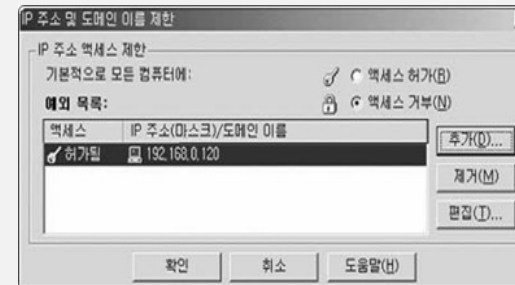 IP 주소 및 도메인 이름 제한
IP 주소 액세스 제한
기본적으로 모든 컴퓨터에:
액세스 허가(R)
예외 목록:
액세스 거부(N)
액세스
IP 주소(마스크)/도메인 이름
허가됨
192,168,0,120
추가(D)...
제거(M)
편집(T)...
확인
취소
도움말(H)